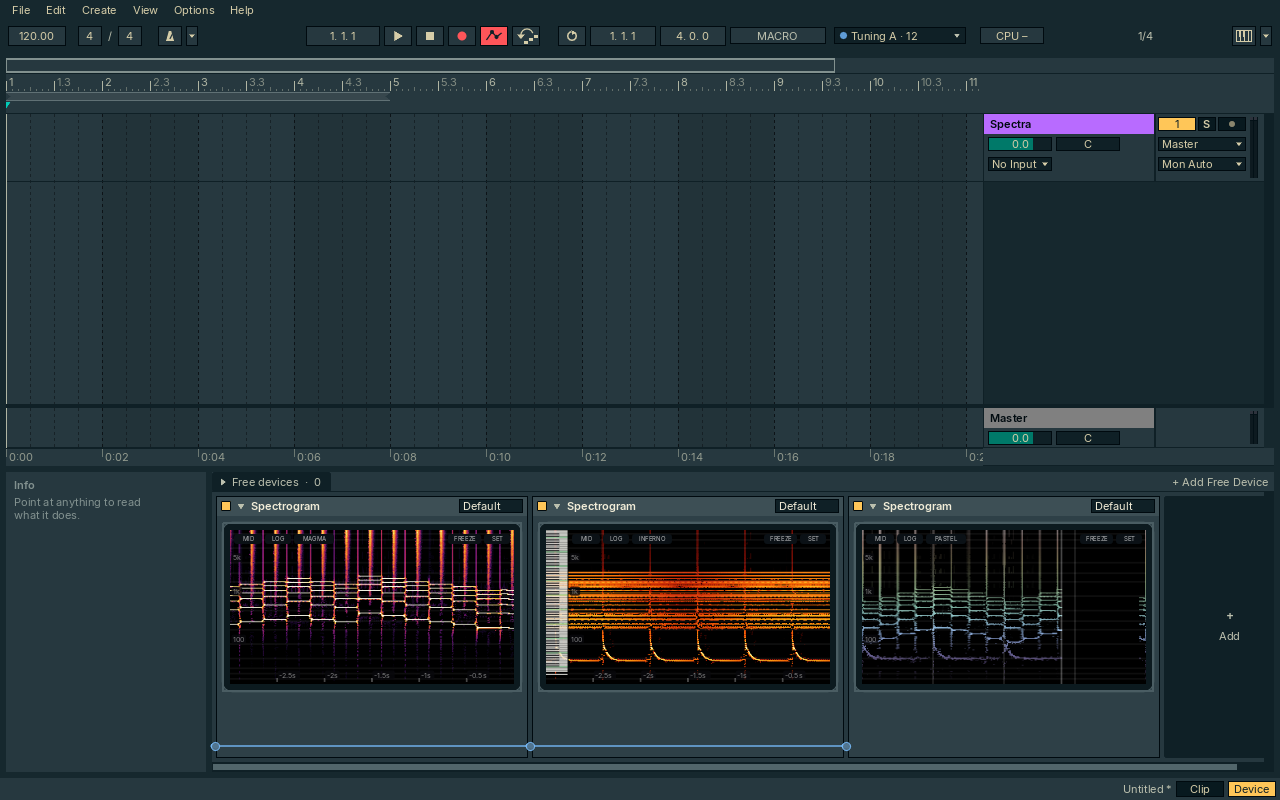 File Edit Create View Options Help
120.00 4 / 4 1. 1. 1 1. 1. 1 4. 0. 0 MACRO Tuning A · 12 CPU – 1/4
1 1.3 2 2.3 3 3.3 4 4.3 5 5.3 6 6.3 7 7.3 8 8.3 9 9.3 10 10.3 11
Spectra 1 S
0.0 C Master
No Input Mon Auto
Master
0.0 C
0:00 0:02 0:04 0:06 0:08 0:10 0:12 0:14 0:16 0:18
Info
Point at anything to read
what it does.
Free devices · 0 + Add Free Device
Spectrogram Default
MID LOG MAGMA FREEZE SET
5k
1k
100
-2.5s -2s -1.5s -1s -0.5s
Spectrogram Default
MID LOG INFERNO FREEZE SET
5k
1k
100
-2.5s -2s -1.5s -1s -0.5s
Spectrogram Default
MID LOG PASTEL FREEZE SET
5k
1k
100
+
Add
Untitled * Clip Device